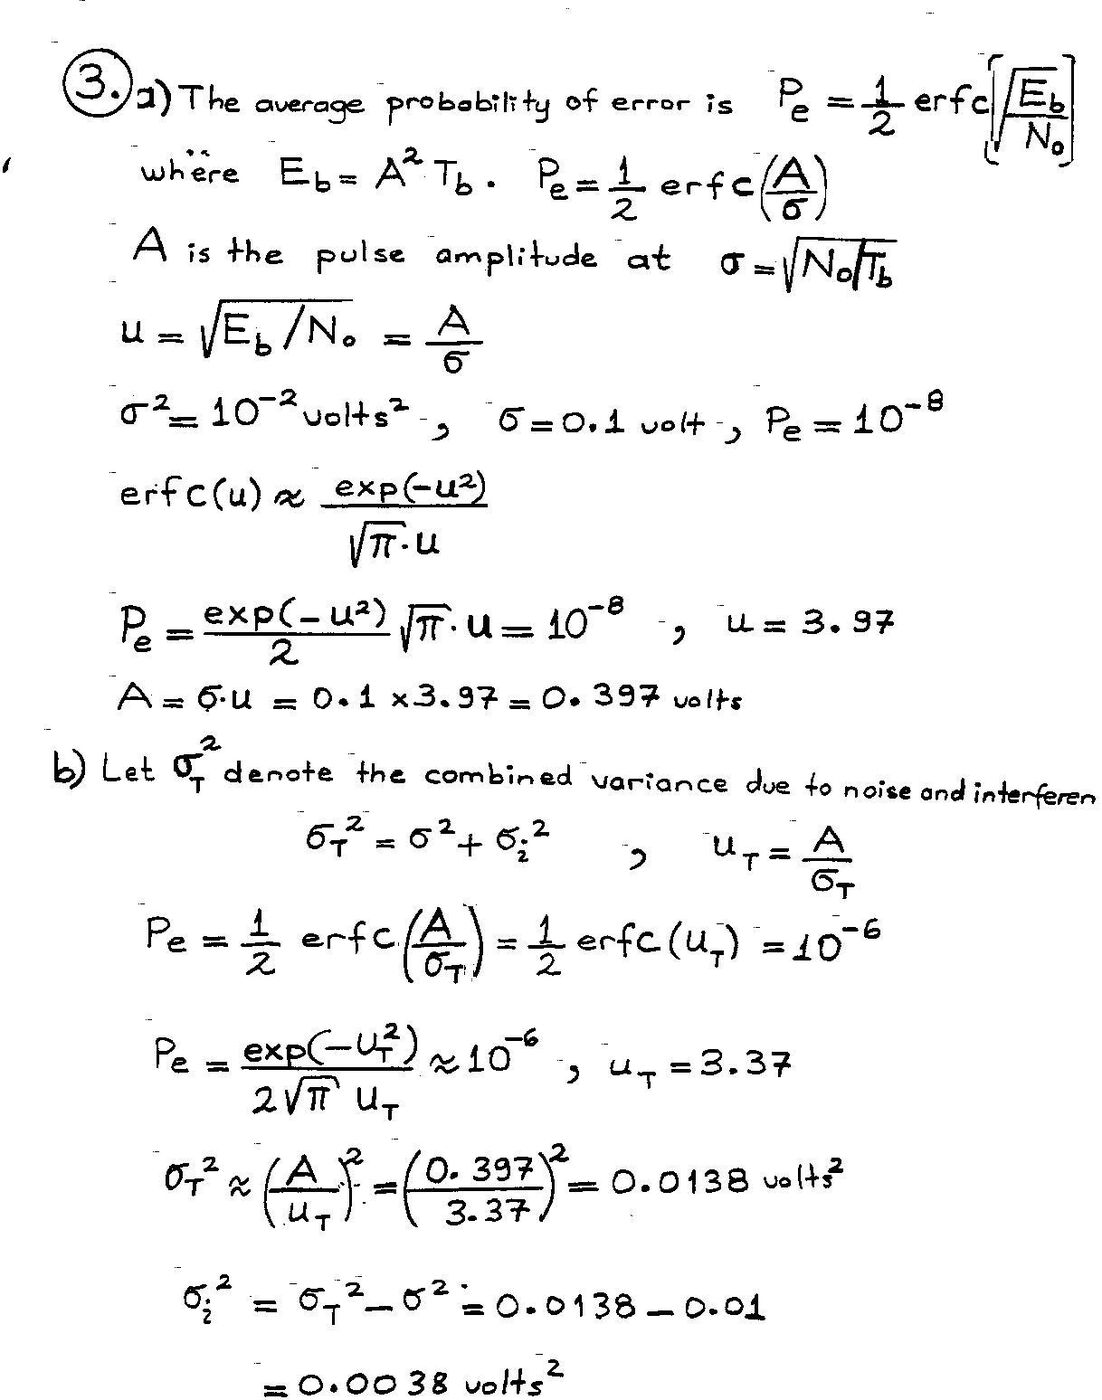 3. a) The average probability of error is Pe = 1/2 erfc[√(Eb/No)]
where Eb = A² Tb. Pe = 1/2 erfc(A/σ)
A is the pulse amplitude at σ = √(No/Tb)
u = √(Eb/No) = A/σ
σ² = 10⁻² volts², σ = 0.1 volt, Pe = 10⁻⁸
erfc(u) ≈ exp(-u²)/(√π·u)
Pe = exp(-u²)/2 √π·u = 10⁻⁸, u = 3.97
A = σ·u = 0.1 × 3.97 = 0.397 volts
b) Let σT² denote the combined variance due to noise and interferen
σT² = σ² + σi², uT = A/σT
Pe = 1/2 erfc(A/σT) = 1/2 erfc(uT) = 10⁻⁶
Pe = exp(-uT²)/(2√π uT) ≈ 10⁻⁶, uT = 3.37
σT² ≈ (A/uT)² = (0.397/3.37)² = 0.0138 volts²
σi² = σT² - σ² = 0.0138 - 0.01
= 0.0038 volts²